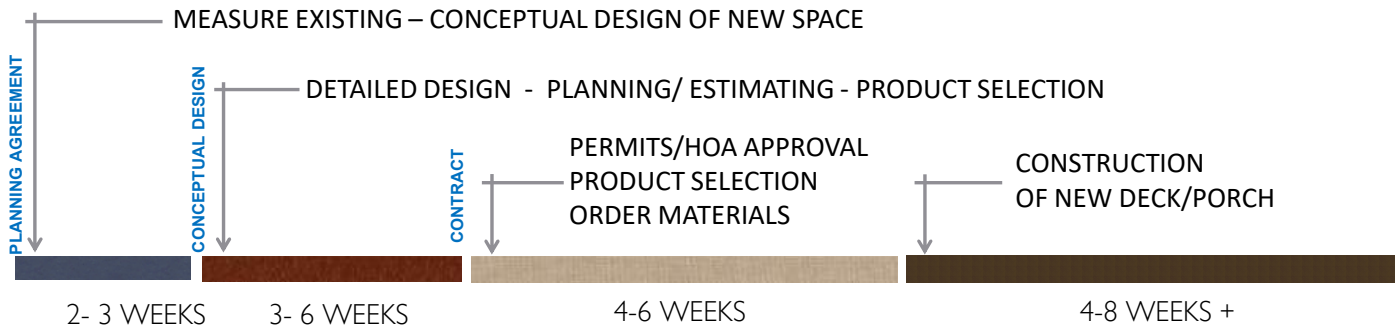 MEASURE EXISTING – CONCEPTUAL DESIGN OF NEW SPACE
PLANNING AGREEMENT
CONCEPTUAL DESIGN
DETAILED DESIGN - PLANNING/ ESTIMATING - PRODUCT SELECTION
CONTRACT
PERMITS/HOA APPROVAL
PRODUCT SELECTION
ORDER MATERIALS
CONSTRUCTION
OF NEW DECK/PORCH
2- 3 WEEKS
3- 6 WEEKS
4-6 WEEKS
4-8 WEEKS +